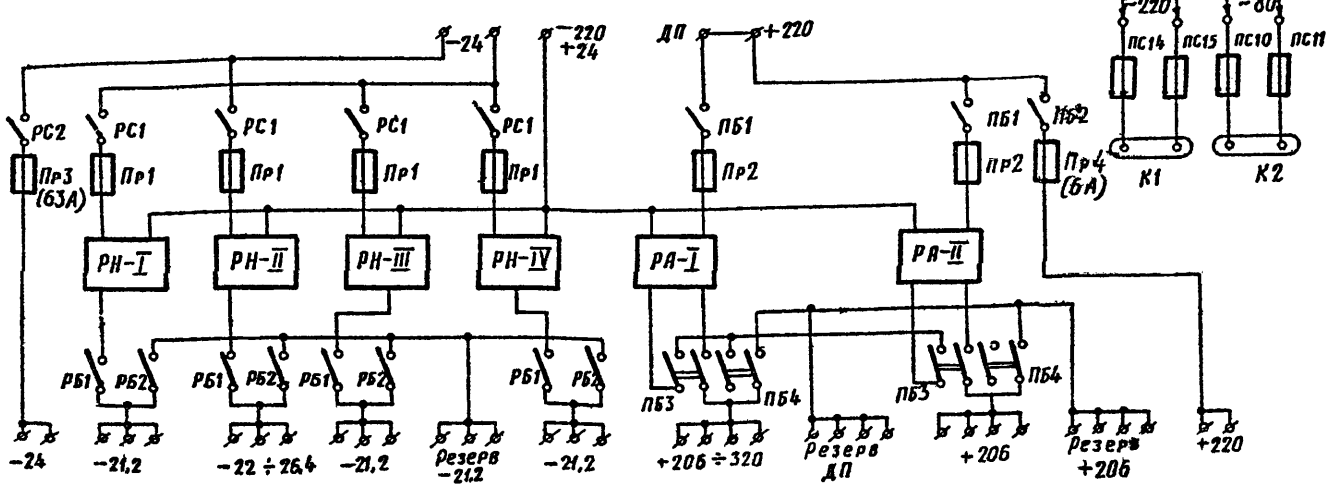 -24 -220 ДП +220 ~220 ~80
+24
ПС14 ПС15 ПС10 ПС11
РС2 РС1 РС1 РС1 РС1 ПБ1 ПБ1 ПБ2
Пр3 Пр1 Пр1 Пр1 Пр1 Пр2 Пр2 Пр4 К1 К2
(63А) (6А)
РН-I РН-II РН-III РН-IV РА-I РА-II
РБ1 РБ2 РБ1 РБ2 РБ1 РБ2 РБ1 РБ2 ПБ3 ПБ4 ПБ3 ПБ4
-24 -21,2 -22÷26,4 -21,2 Резерв -21,2 +206÷320 Резерв +206 Резерв +220
-21,2 ДП +206